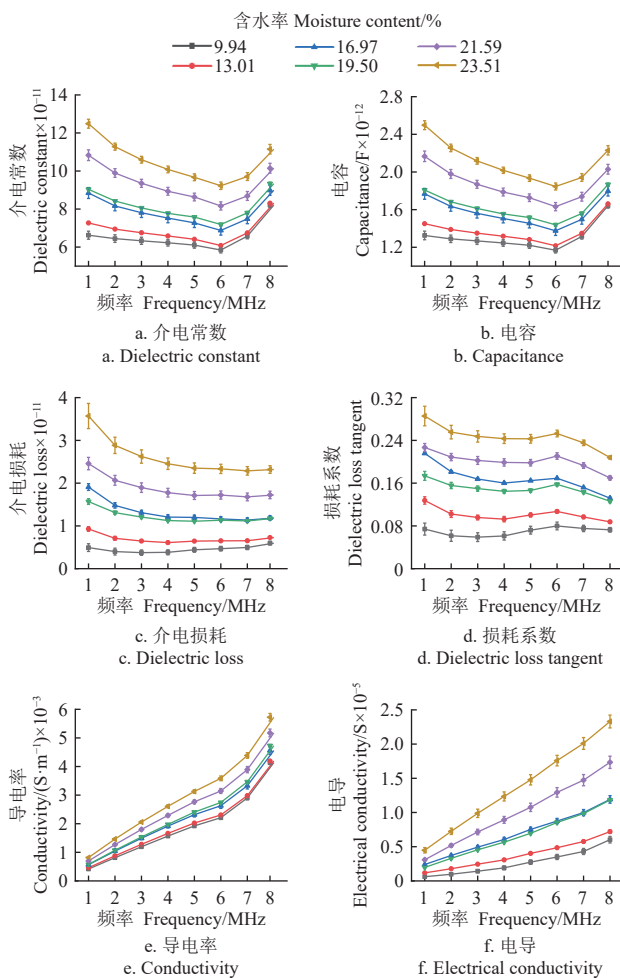 含水率 Moisture content/%
9.94 16.97 21.59
13.01 19.50 23.51
介电常数
Dielectric constant×10⁻¹¹
14
12
10
8
6
1 2 3 4 5 6 7 8
频率 Frequency/MHz
a. 介电常数
a. Dielectric constant
电容
Capacitance/F×10⁻¹²
2.8
2.4
2.0
1.6
1.2
1 2 3 4 5 6 7 8
频率 Frequency/MHz
b. 电容
b. Capacitance
介电损耗
Dielectric loss×10⁻¹¹
4
3
2
1
0
1 2 3 4 5 6 7 8
频率 Frequency/MHz
c. 介电损耗
c. Dielectric loss
损耗系数
Dielectric loss tangent
0.32
0.24
0.16
0.08
0
1 2 3 4 5 6 7 8
频率 Frequency/MHz
d. 损耗系数
d. Dielectric loss tangent
导电率
Conductivity/(S·m⁻¹)×10⁻³
6
5
4
3
2
1
0
1 2 3 4 5 6 7 8
频率 Frequency/MHz
e. 导电率
e. Conductivity
电导
Electrical conductivity/S×10⁻⁵
2.5
2.0
1.5
1.0
0.5
0
1 2 3 4 5 6 7 8
频率 Frequency/MHz
f. 电导
f. Electrical conductivity